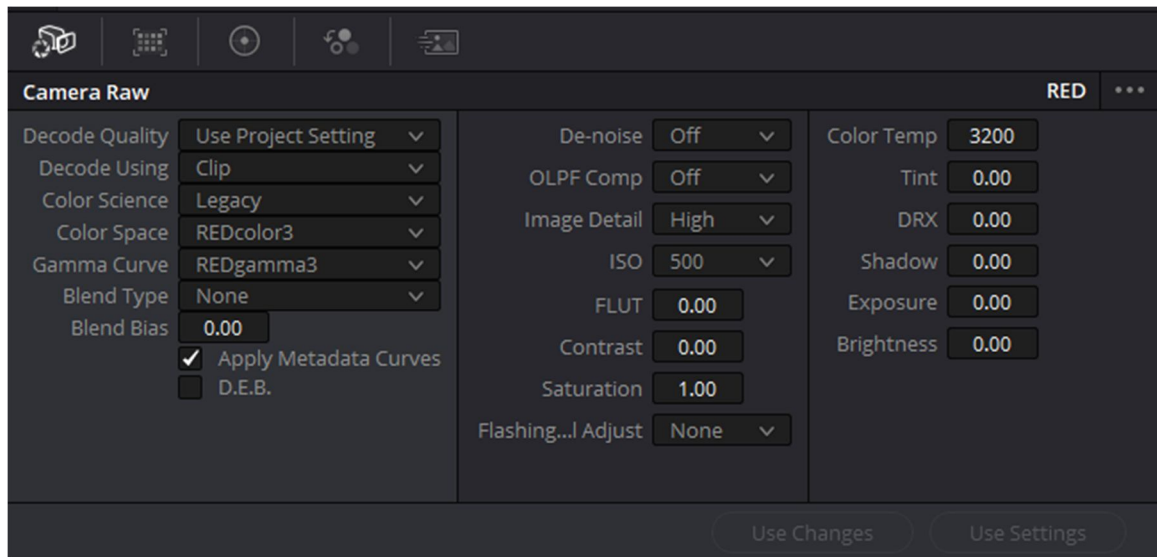 Camera Raw
RED
Decode Quality Use Project Setting
Decode Using Clip
Color Science Legacy
Color Space REDcolor3
Gamma Curve REDgamma3
Blend Type None
Blend Bias 0.00
Apply Metadata Curves
D.E.B.
De-noise Off
OLPF Comp Off
Image Detail High
ISO 500
FLUT 0.00
Contrast 0.00
Saturation 1.00
Flashing...l Adjust None
Color Temp 3200
Tint 0.00
DRX 0.00
Shadow 0.00
Exposure 0.00
Brightness 0.00
Use Changes
Use Settings